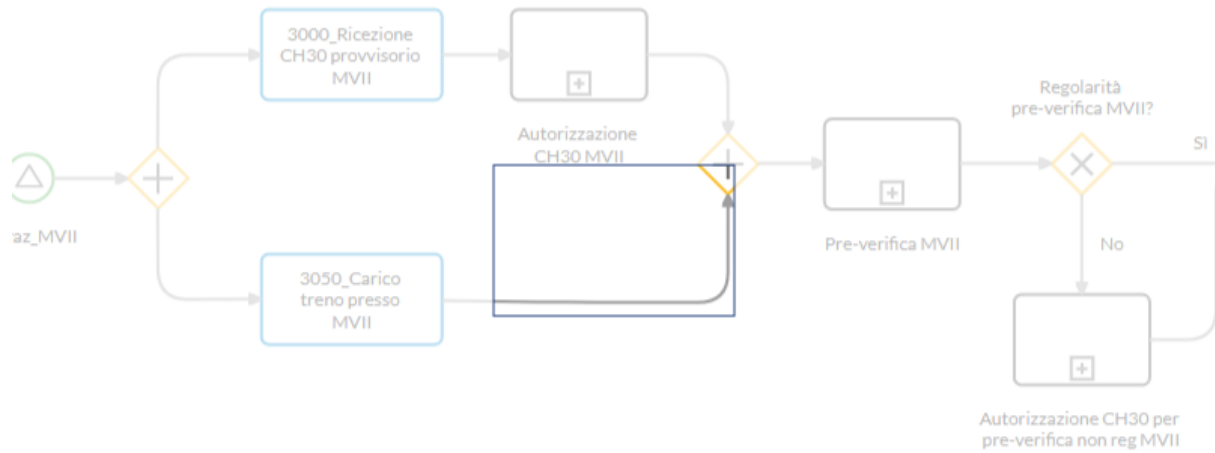 3000_Ricezione
CH30 provvisorio
MVII
Autorizzazione
CH30 MVII
Regolarità
pre-verifica MVII?
Sì
az_MVII
Pre-verifica MVII
No
3050_Carico
treno presso
MVII
Autorizzazione CH30 per
pre-verifica non reg MVII